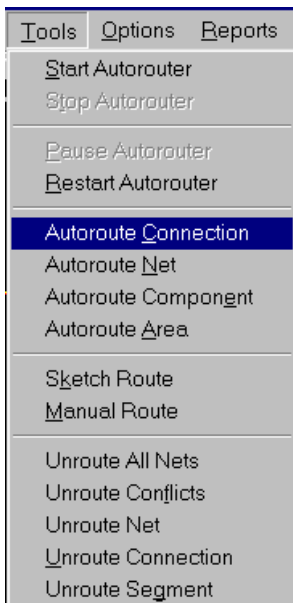 Tools Options Reports
Start Autorouter
Stop Autorouter
Pause Autorouter
Restart Autorouter
Autoroute Connection
Autoroute Net
Autoroute Component
Autoroute Area
Sketch Route
Manual Route
Unroute All Nets
Unroute Conflicts
Unroute Net
Unroute Connection
Unroute Segment